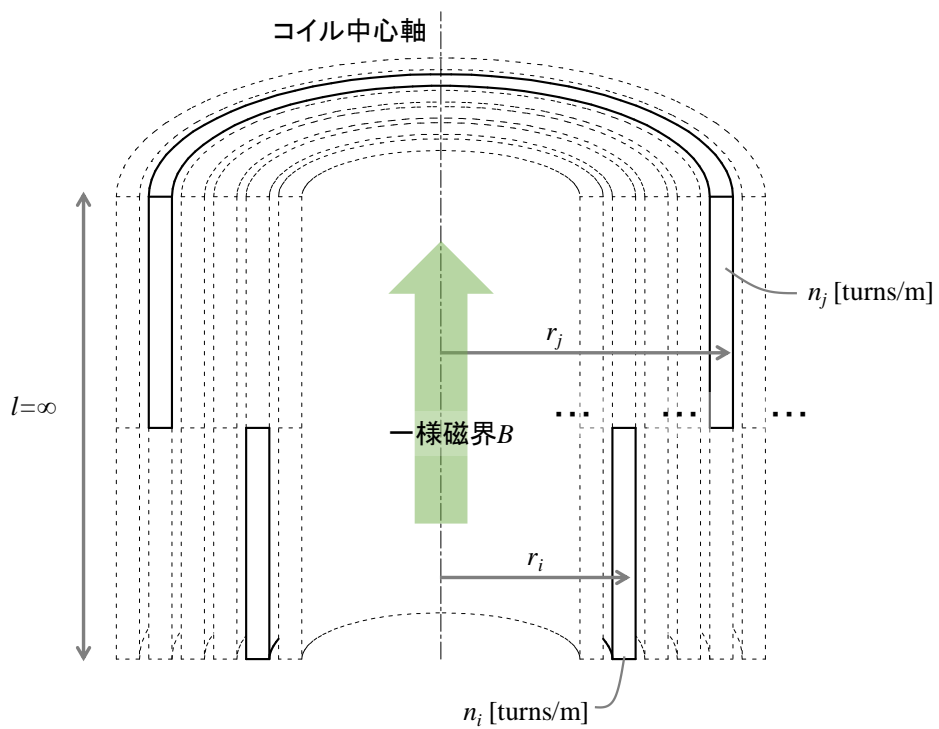 コイル中心軸
n_j [turns/m]
r_j
l=∞
… … …
一様磁界B
r_i
n_i [turns/m]